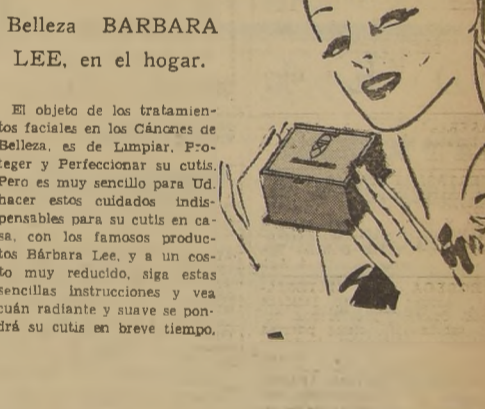 Belleza BARBARA
LEE, en el hogar.
El objeto de los tratamien-
tos faciales en los Cánones de
Belleza, es de Limpiar, Pro-
teger y Perfeccionar su cutis.
Pero es muy sencillo para Ud.
hacer estos cuidados indis-
pensables para su cutis en ca-
sa, con los famosos produc-
tos Bárbara Lee, y a un cos-
to muy reducido, siga estas
sencillas instrucciones y vea
cuán radiante y suave se pon-
drá su cutis en breve tiempo,